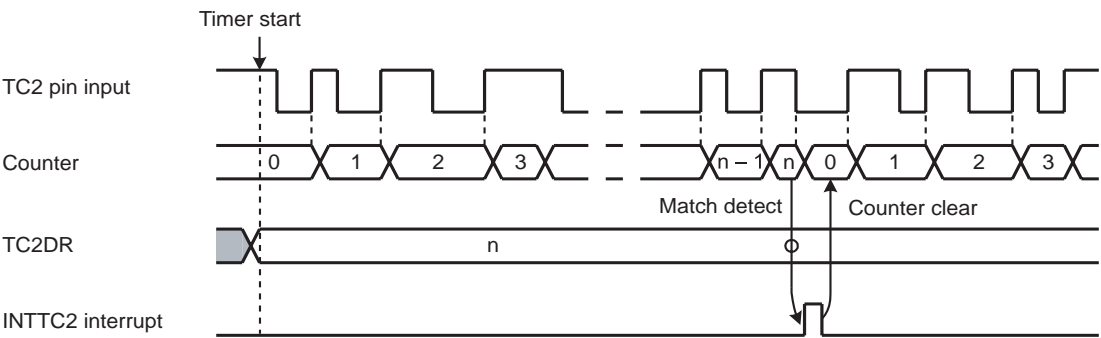 Timer start
TC2 pin input
Counter
0 1 2 3 n – 1 n 0 1 2 3
Match detect Counter clear
TC2DR
n
INTTC2 interrupt